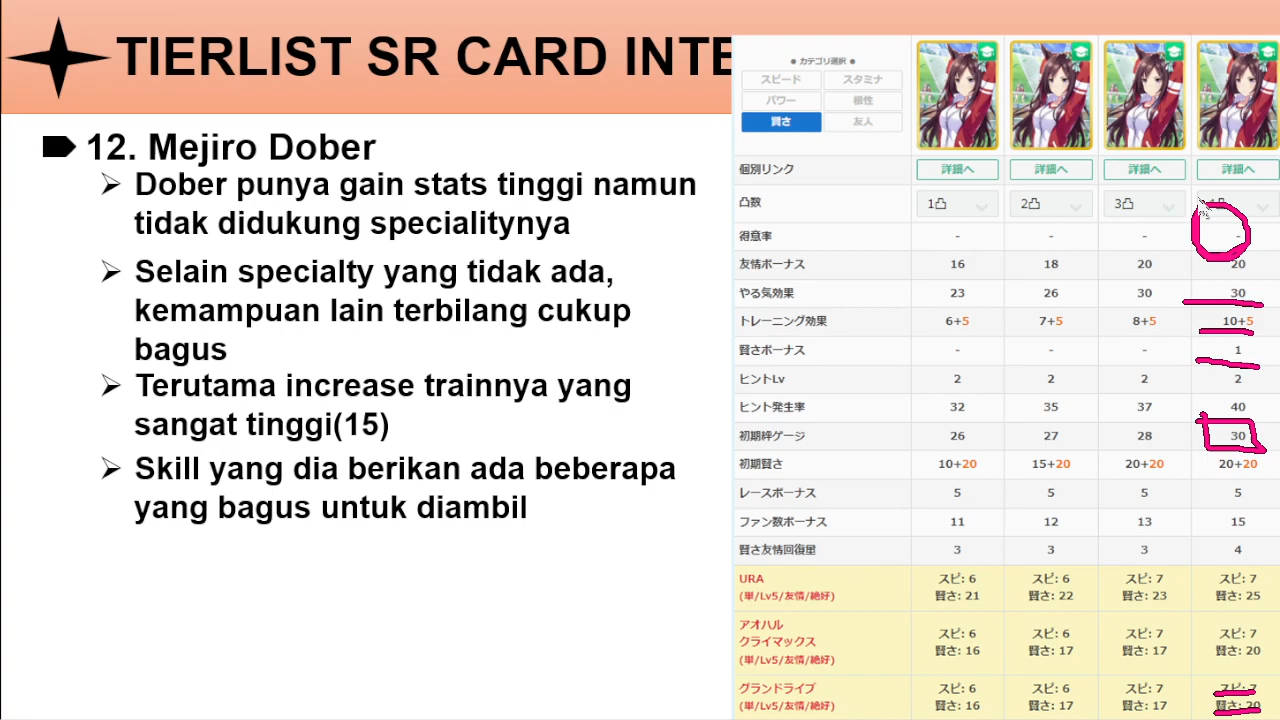 TIERLIST SR CARD INTE
12. Mejiro Dober
Dober punya gain stats tinggi namun
tidak didukung specialitynya
Selain specialty yang tidak ada,
kemampuan lain terbilang cukup
bagus
Terutama increase trainnya yang
sangat tinggi(15)
Skill yang dia berikan ada beberapa
yang bagus untuk diambil
● カテゴリ選択 ●
スピード スタミナ
パワー 根性
賢さ 友人
個別リンク 詳細へ 詳細へ 詳細へ 詳細へ
凸数 1凸 2凸 3凸
得意率 - - - -
友情ボーナス 16 18 20 20
やる気効果 23 26 30 30
トレーニング効果 6+5 7+5 8+5 10+5
賢さボーナス - - - 1
ヒントLv 2 2 2 2
ヒント発生率 32 35 37 40
初期絆ゲージ 26 27 28 30
初期賢さ 10+20 15+20 20+20 20+20
レースボーナス 5 5 5 5
ファン数ボーナス 11 12 13 15
賢さ友情回復量 3 3 3 4
URA スピ: 6 スピ: 6 スピ: 7 スピ: 7
(単/Lv5/友情/絶好) 賢さ: 21 賢さ: 22 賢さ: 23 賢さ: 25
アオハル
クライマックス スピ: 6 スピ: 6 スピ: 7 スピ: 7
(単/Lv5/友情/絶好) 賢さ: 16 賢さ: 17 賢さ: 17 賢さ: 20
グランドライブ スピ: 6 スピ: 6 スピ: 7 スピ: 7
(単/Lv5/友情/絶好) 賢さ: 16 賢さ: 17 賢さ: 17 賢さ: 20